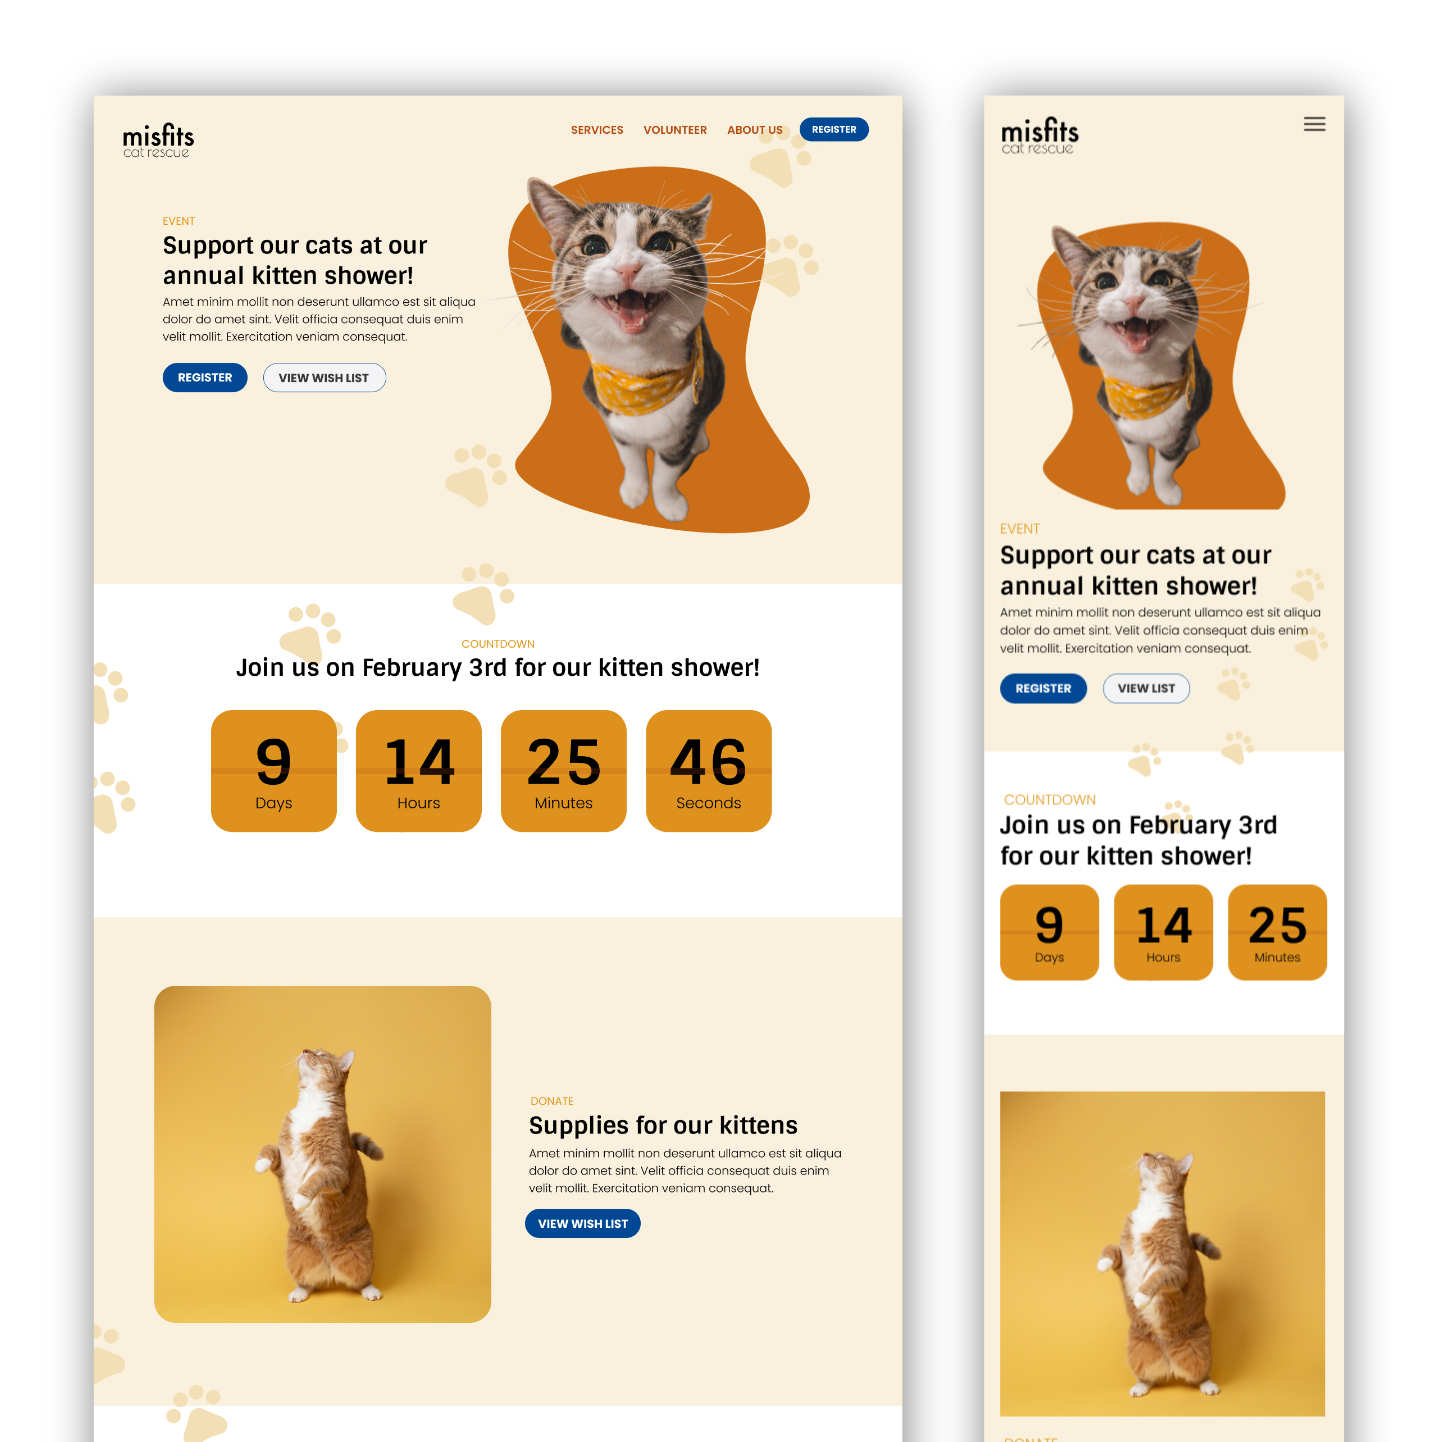 misfits
cat rescue
SERVICES VOLUNTEER ABOUT US REGISTER
EVENT
Support our cats at our
annual kitten shower!
Amet minim mollit non deserunt ullamco est sit aliqua
dolor do amet sint. Velit officia consequat duis enim
velit mollit. Exercitation veniam consequat.
REGISTER VIEW WISH LIST
COUNTDOWN
Join us on February 3rd for our kitten shower!
9 14 25 46
Days Hours Minutes Seconds
DONATE
Supplies for our kittens
Amet minim mollit non deserunt ullamco est sit aliqua
dolor do amet sint. Velit officia consequat duis enim
velit mollit. Exercitation veniam consequat.
VIEW WISH LIST
misfits
cat rescue
EVENT
Support our cats at our
annual kitten shower!
Amet minim mollit non deserunt ullamco est sit aliqua
dolor do amet sint. Velit officia consequat duis enim
velit mollit. Exercitation veniam consequat.
REGISTER VIEW LIST
COUNTDOWN
Join us on February 3rd
for our kitten shower!
9 14 25
Days Hours Minutes
DONATE